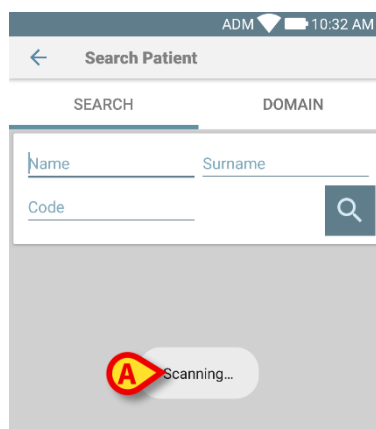 ADM 10:32 AM
Search Patient
SEARCH DOMAIN
Name Surname
Code
A Scanning...